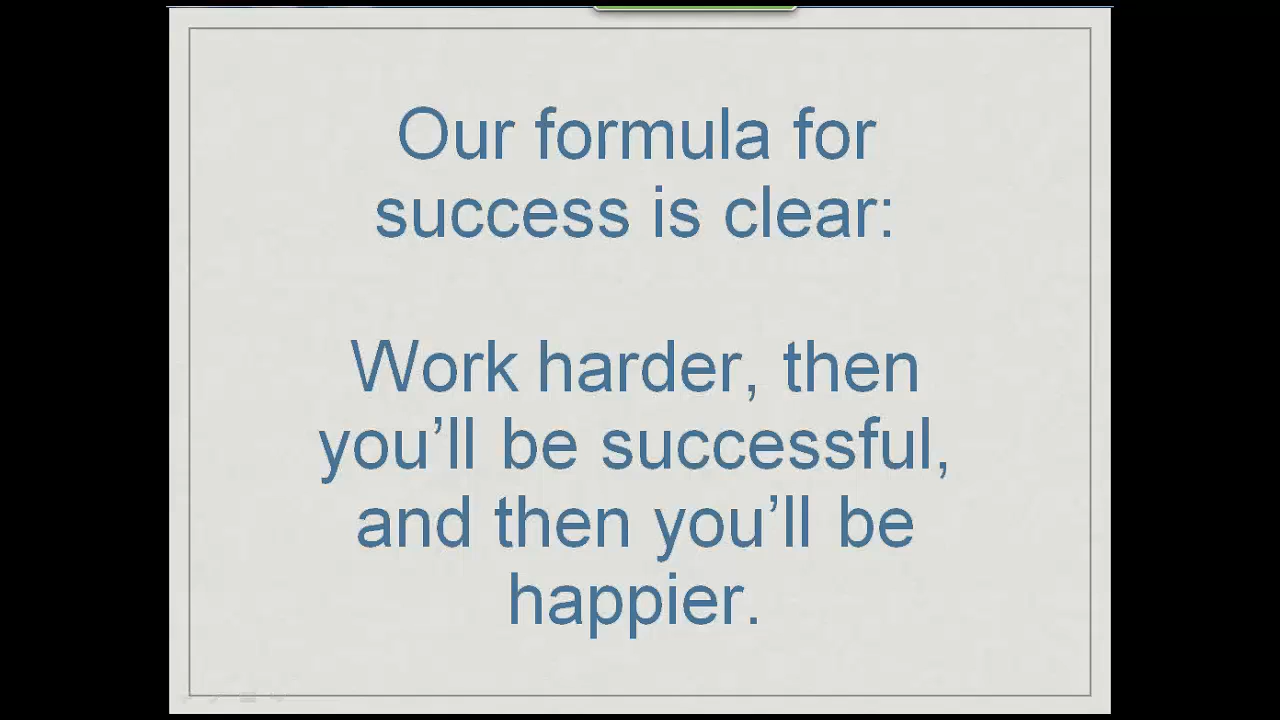 Our formula for
success is clear:
Work harder, then
you’ll be successful,
and then you’ll be
happier.